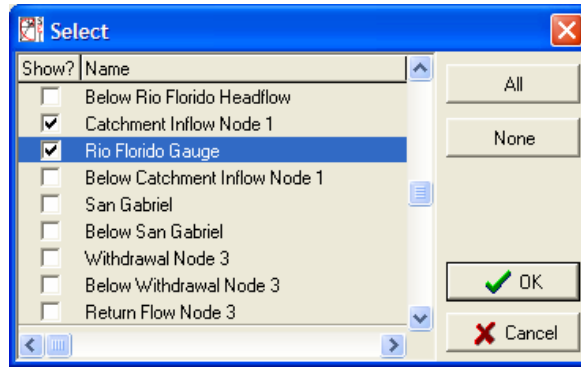 Select
Show? Name
Below Rio Florido Headflow
Catchment Inflow Node 1
Rio Florido Gauge
Below Catchment Inflow Node 1
San Gabriel
Below San Gabriel
Withdrawal Node 3
Below Withdrawal Node 3
Return Flow Node 3
All
None
OK
Cancel